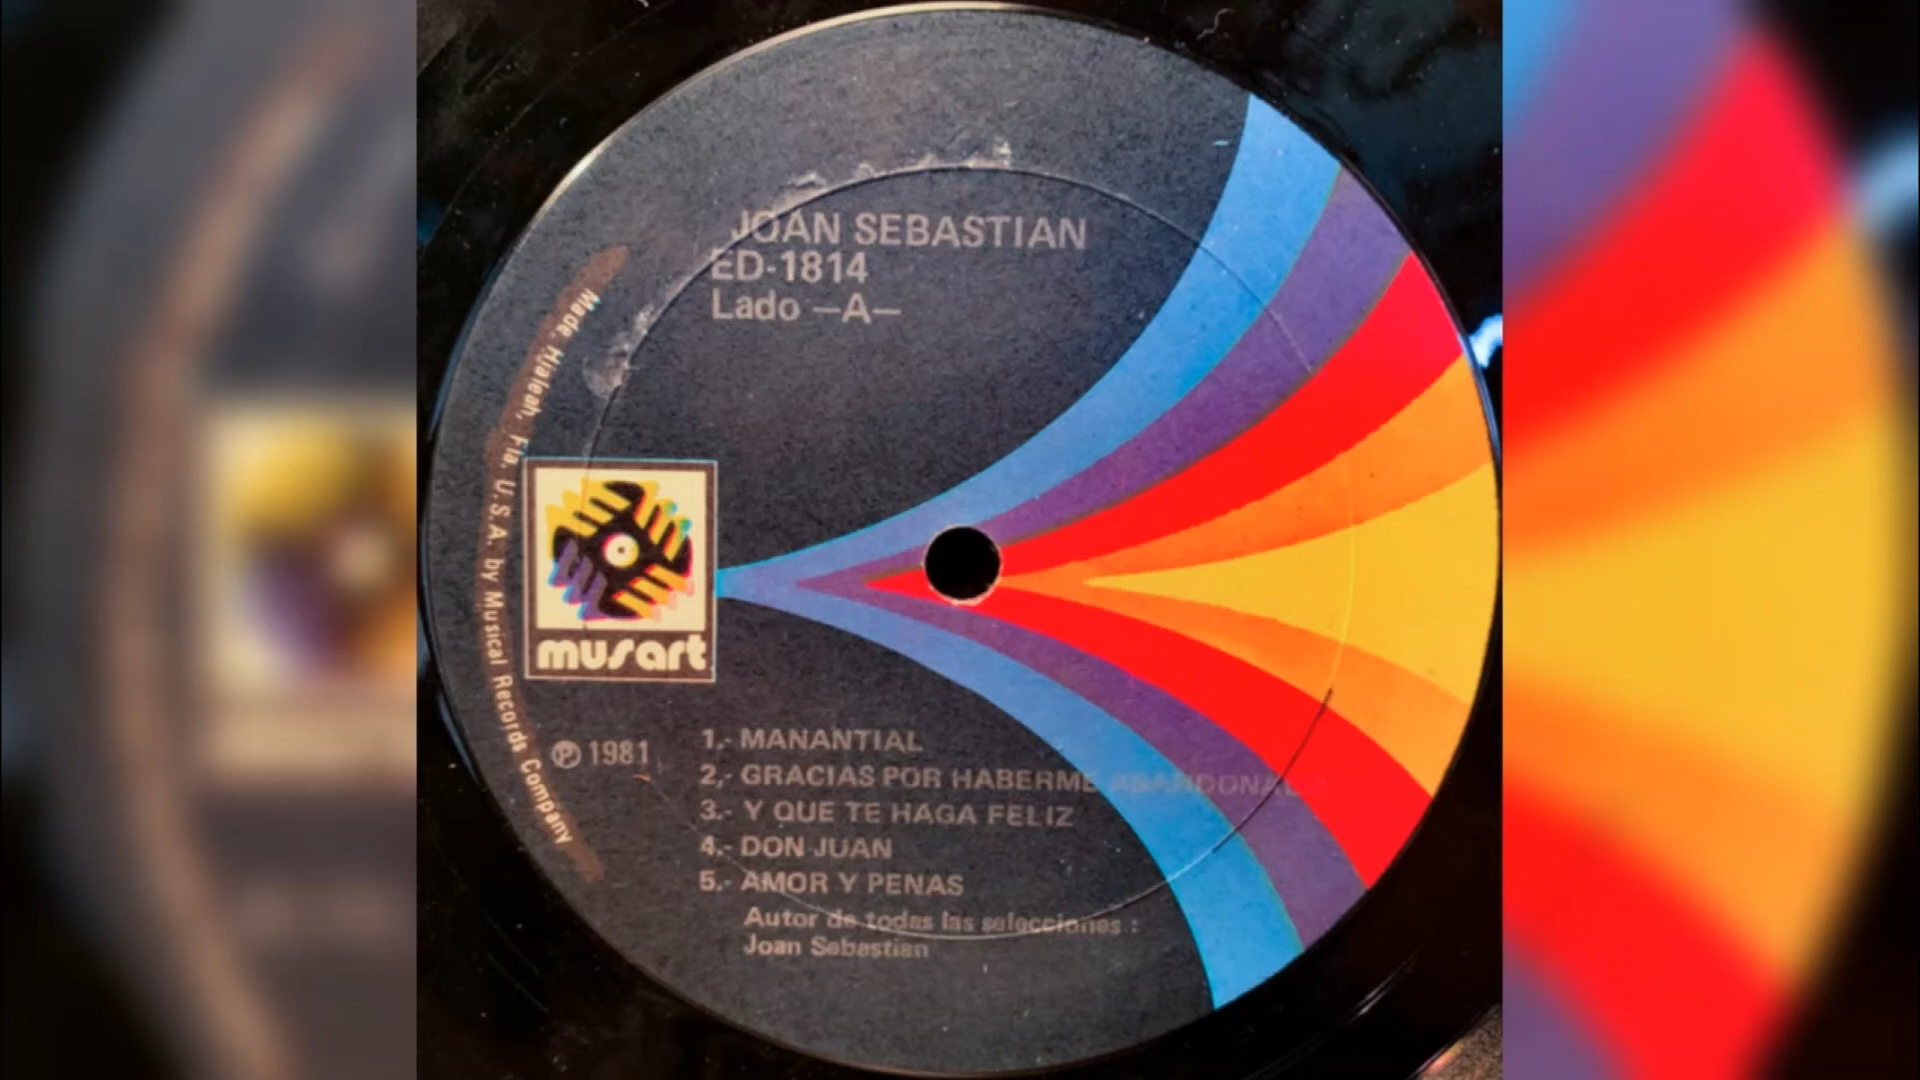 JOAN SEBASTIAN
ED-1814
Lado —A—
Made. Hialeah, Fla. U.S.A. by Musical Records Company
musart
℗ 1981
1.- MANANTIAL
2,- GRACIAS POR HABERME ABANDONAD
3.- Y QUE TE HAGA FELIZ
4.- DON JUAN
5.- AMOR Y PENAS
Autor de todas las selecciones :
Joan Sebastian